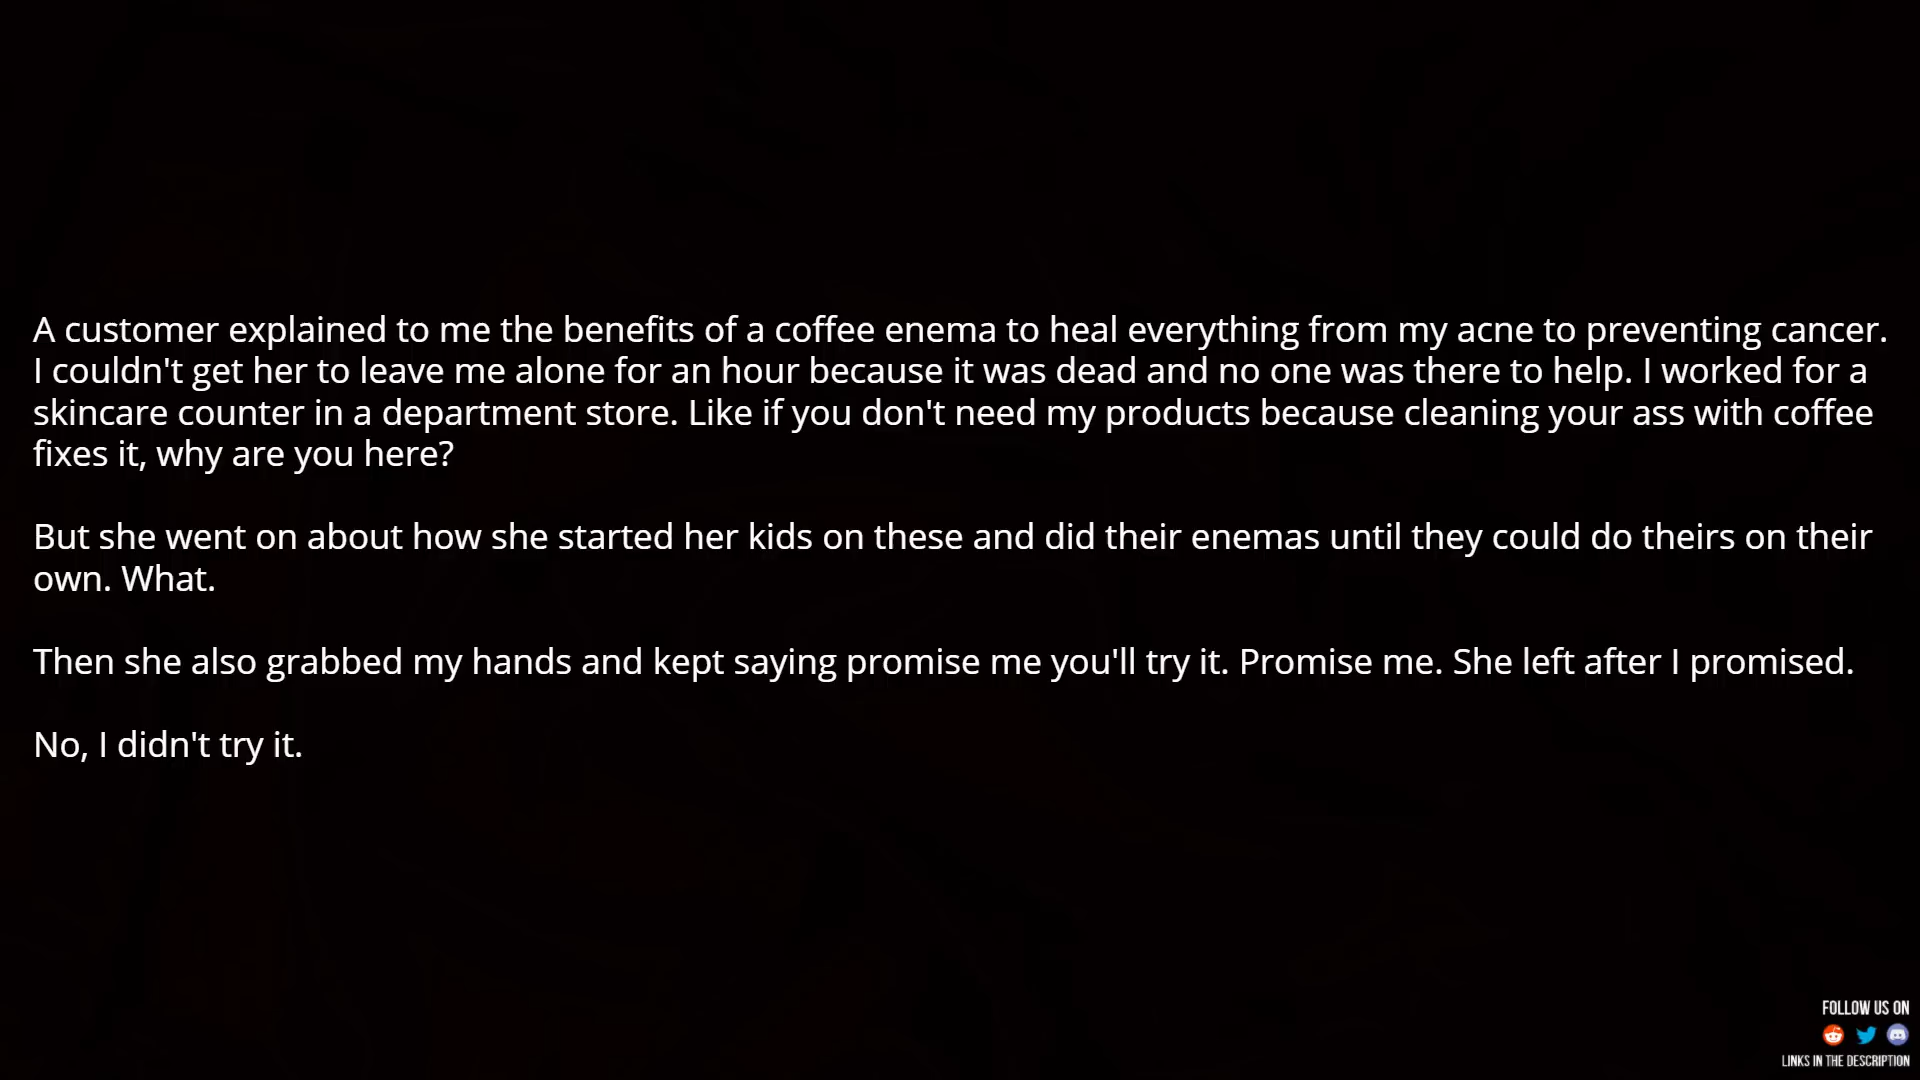 A customer explained to me the benefits of a coffee enema to heal everything from my acne to preventing cancer.
I couldn't get her to leave me alone for an hour because it was dead and no one was there to help. I worked for a
skincare counter in a department store. Like if you don't need my products because cleaning your ass with coffee
fixes it, why are you here?
But she went on about how she started her kids on these and did their enemas until they could do theirs on their
own. What.
Then she also grabbed my hands and kept saying promise me you'll try it. Promise me. She left after I promised.
No, I didn't try it.
FOLLOW US ON
LINKS IN THE DESCRIPTION